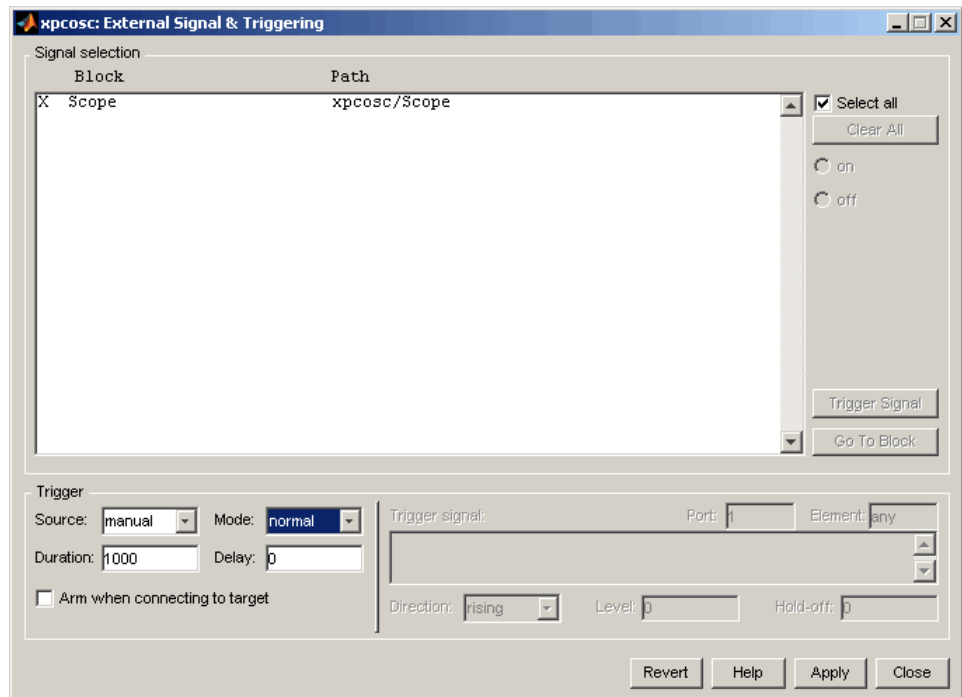 xpcosc: External Signal & Triggering
Signal selection
Block Path
X Scope xpcosc/Scope
Select all
Clear All
on
off
Trigger Signal
Go To Block
Trigger
Source: manual Mode: normal
Duration: 1000 Delay: 0
Arm when connecting to target
Trigger signal: Port: 1 Element: any
Direction: rising Level: 0 Hold-off: 0
Revert Help Apply Close